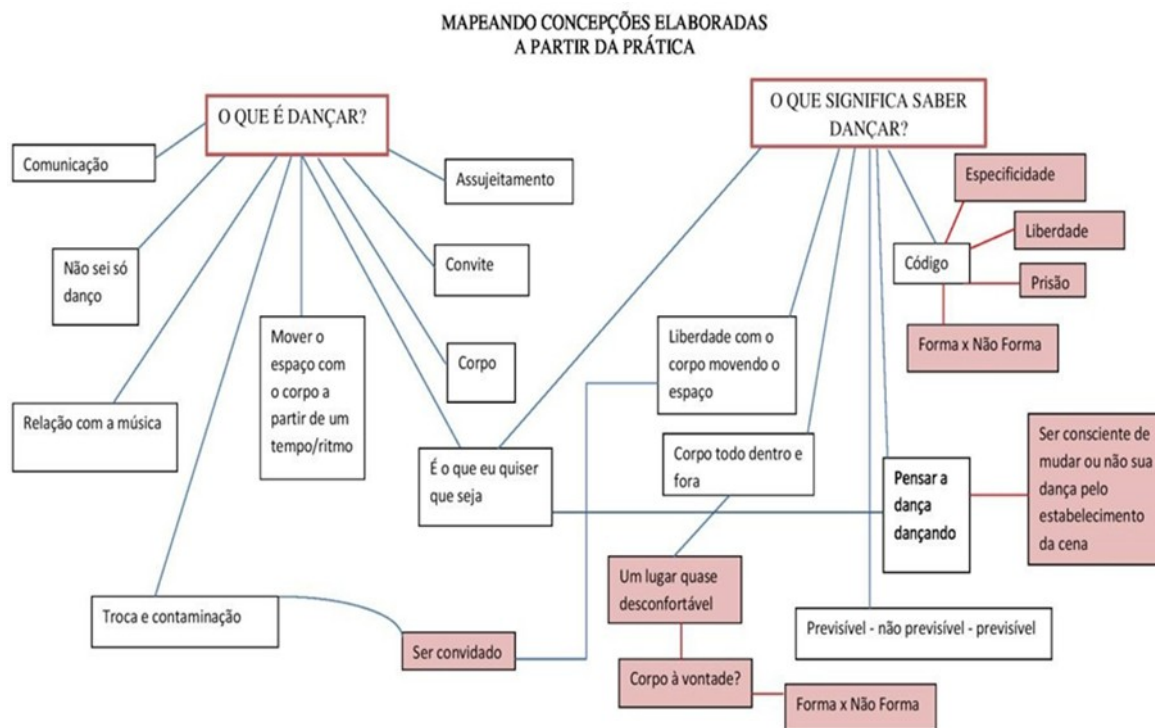 MAPEANDO CONCEPÇÕES ELABORADAS
A PARTIR DA PRÁTICA
O QUE É DANÇAR?
Comunicação
Assujeitamento
Não sei só
danço
Convite
Mover o
espaço com
o corpo a
partir de um
tempo/ritmo
Corpo
Relação com a música
É o que eu quiser
que seja
Troca e contaminação
Ser convidado
O QUE SIGNIFICA SABER
DANÇAR?
Especificidade
Liberdade
Código
Prisão
Forma x Não Forma
Liberdade com o
corpo movendo o
espaço
Corpo todo dentro e
fora
Pensar a
dança
dançando
Ser consciente de
mudar ou não sua
dança pelo
estabelecimento
da cena
Um lugar quase
desconfortável
Previsível - não previsível - previsível
Corpo à vontade?
Forma x Não Forma